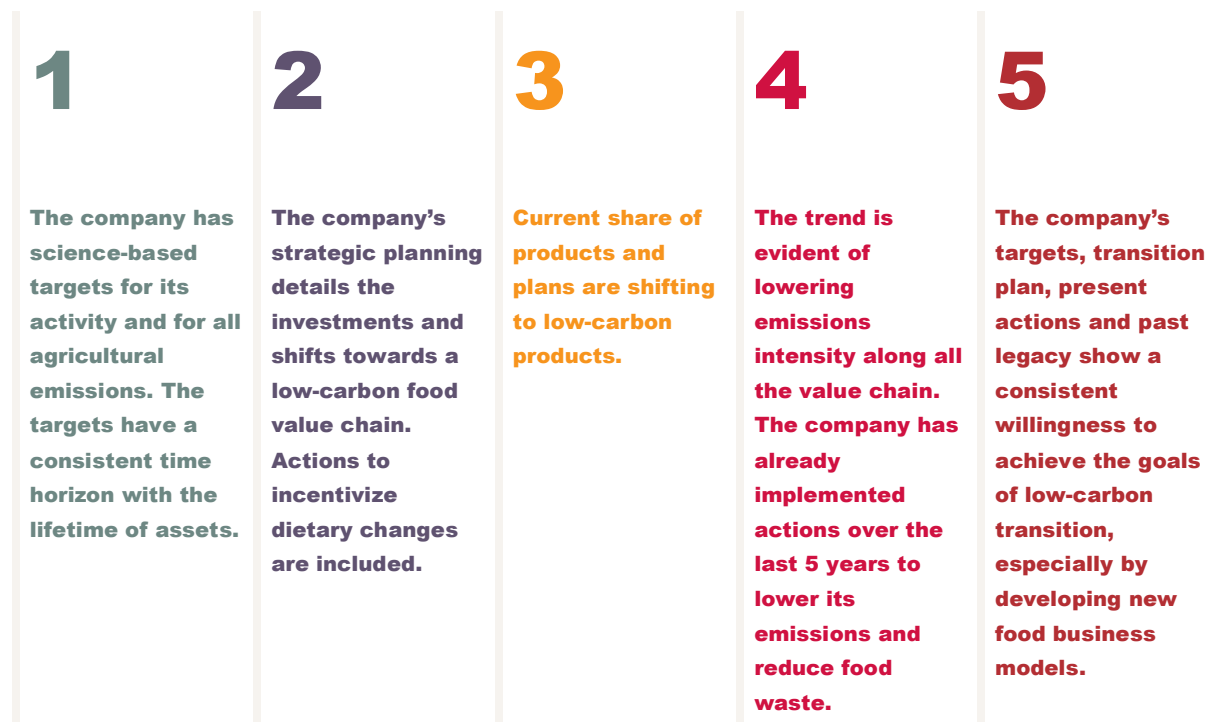 1
The company has
science-based
targets for its
activity and for all
agricultural
emissions. The
targets have a
consistent time
horizon with the
lifetime of assets.
2
The company’s
strategic planning
details the
investments and
shifts towards a
low-carbon food
value chain.
Actions to
incentivize
dietary changes
are included.
3
Current share of
products and
plans are shifting
to low-carbon
products.
4
The trend is
evident of
lowering
emissions
intensity along all
the value chain.
The company has
already
implemented
actions over the
last 5 years to
lower its
emissions and
reduce food
waste.
5
The company’s
targets, transition
plan, present
actions and past
legacy show a
consistent
willingness to
achieve the goals
of low-carbon
transition,
especially by
developing new
food business
models.